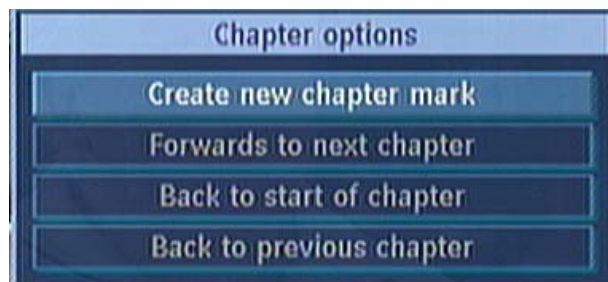 Chapter options
Create new chapter mark
Forwards to next chapter
Back to start of chapter
Back to previous chapter